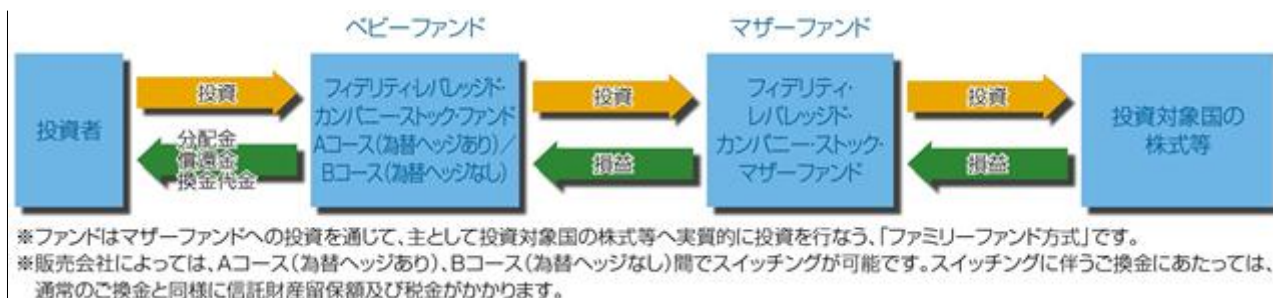 ベビーファンド
マザーファンド
投資者
投資
分配金
償還金
換金代金
フィデリティ・レバレッジド・
カンパニー・ストック・ファンド
Aコース(為替ヘッジあり)/
Bコース(為替ヘッジなし)
投資
損益
フィデリティ・
レバレッジド・
カンパニー・ストック・
マザーファンド
投資
損益
投資対象国の
株式等
※ファンドはマザーファンドへの投資を通じて、主として投資対象国の株式等へ実質的に投資を行なう、「ファミリーファンド方式」です。
※販売会社によっては、Aコース(為替ヘッジあり)、Bコース(為替ヘッジなし)間でスイッチングが可能です。スイッチングに伴うご換金にあたっては、
通常のご換金と同様に信託財産留保額及び税金がかかります。